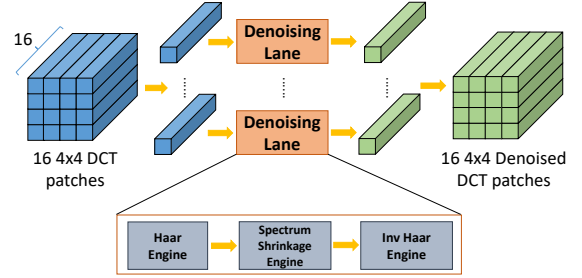 16
Denoising
Lane
Denoising
Lane
16 4x4 DCT
patches
16 4x4 Denoised
DCT patches
Haar
Engine
Spectrum
Shrinkage
Engine
Inv Haar
Engine